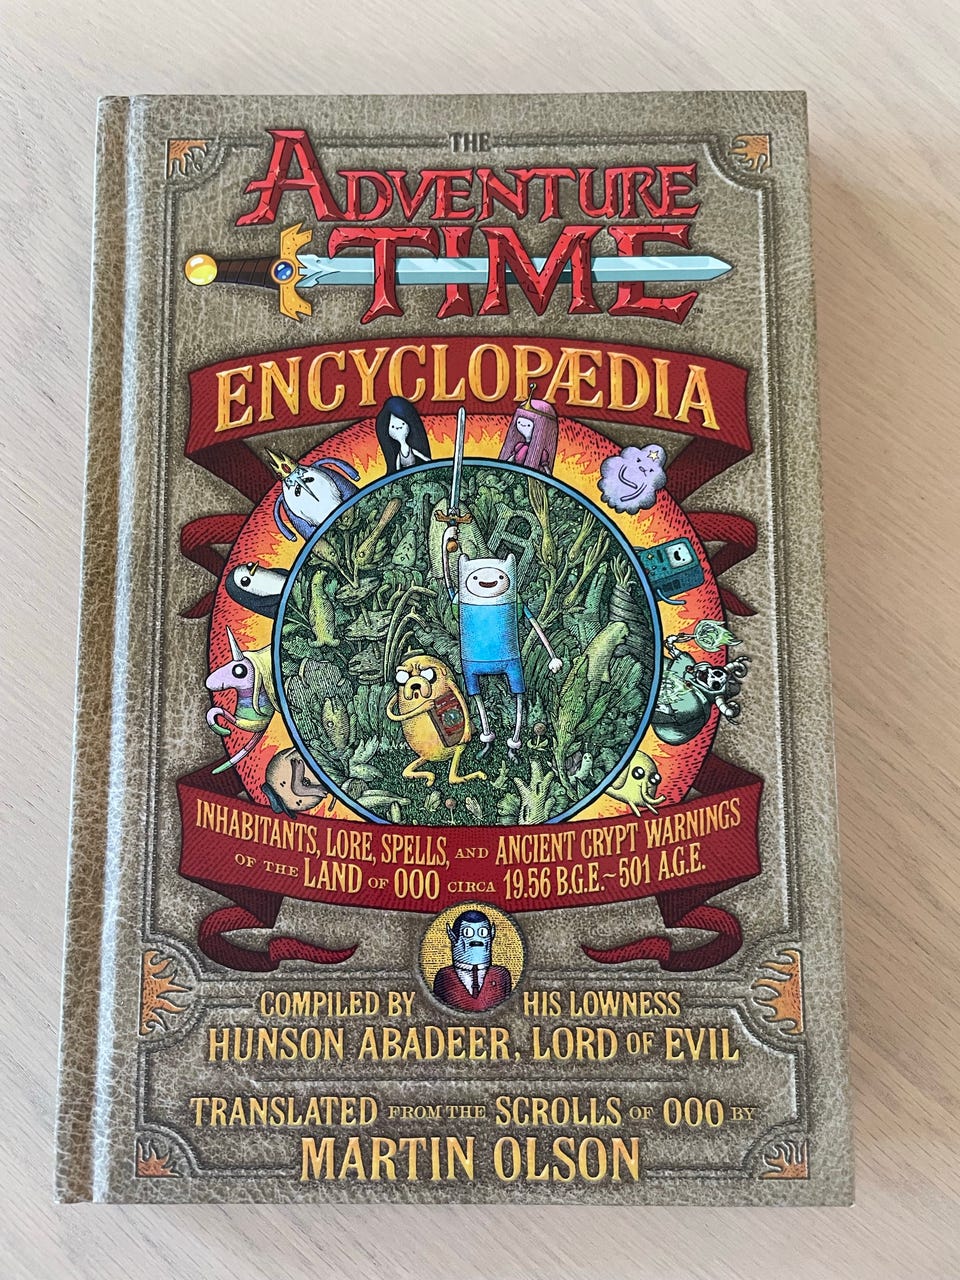 THE
ADVENTURE
TIME
ENCYCLOPÆDIA
INHABITANTS, LORE, SPELLS, AND ANCIENT CRYPT WARNINGS
OF THE LAND OF OOO CIRCA 19.56 B.G.E.~501 A.G.E.
COMPILED BY HIS LOWNESS
HUNSON ABADEER, LORD OF EVIL
TRANSLATED FROM THE SCROLLS OF OOO BY
MARTIN OLSON